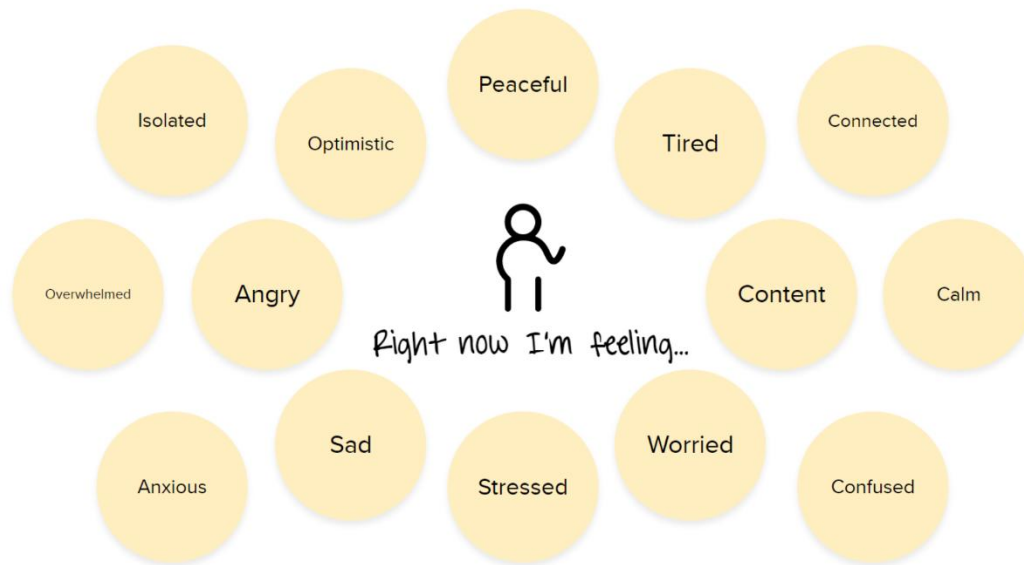 Peaceful
Isolated
Optimistic
Tired
Connected
Overwhelmed
Angry
Content
Calm
Right now I'm feeling...
Anxious
Sad
Stressed
Worried
Confused